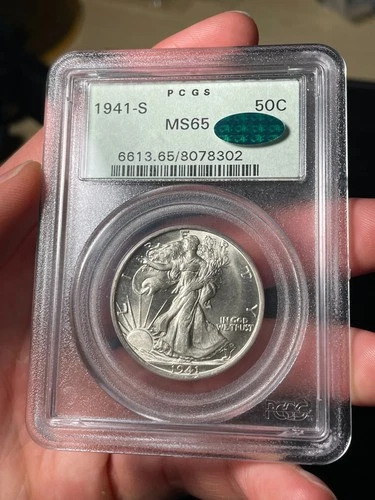 PCGS
1941-S 50C
MS65
6613.65/8078302
LIBERTY
IN GOD
WE TRUST
1941
PCGS